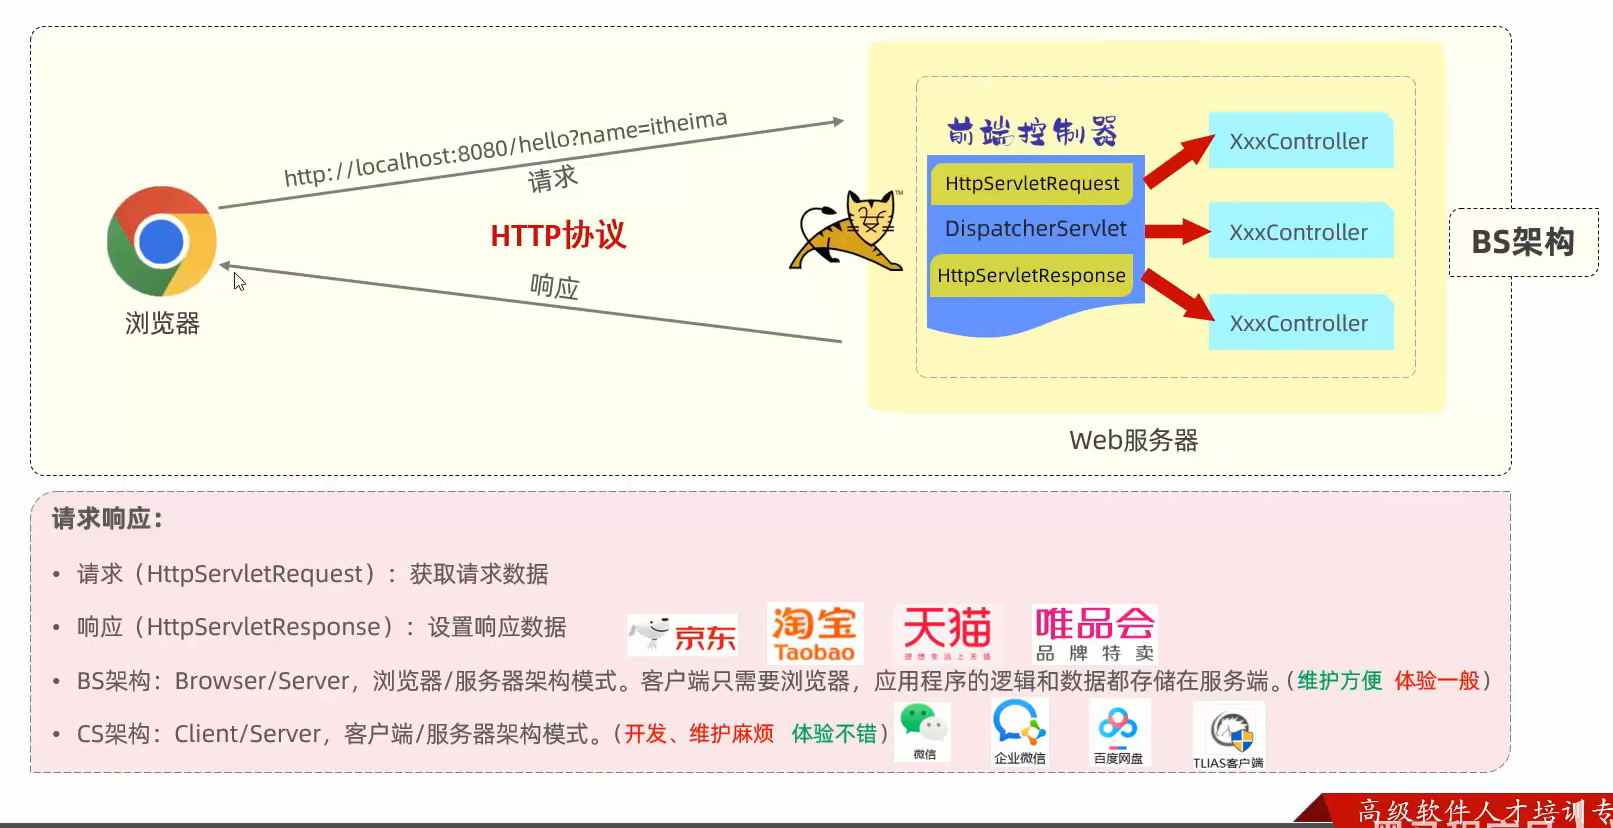 http://localhost:8080/hello?name=itheima
请求
HTTP协议
响应
浏览器
前端控制器
HttpServletRequest
DispatcherServlet
HttpServletResponse
XxxController
XxxController
XxxController
TM
Web服务器
BS架构
请求响应：
• 请求（HttpServletRequest）：获取请求数据
• 响应（HttpServletResponse）：设置响应数据
京东
淘宝
Taobao
天猫
理想生活上天猫
唯品会
品牌特卖
• BS架构：Browser/Server，浏览器/服务器架构模式。客户端只需要浏览器，应用程序的逻辑和数据都存储在服务端。（维护方便 体验一般）
• CS架构：Client/Server，客户端/服务器架构模式。（开发、维护麻烦 体验不错）
微信
企业微信
百度网盘
TLIAS客户端
高级软件人才培训专